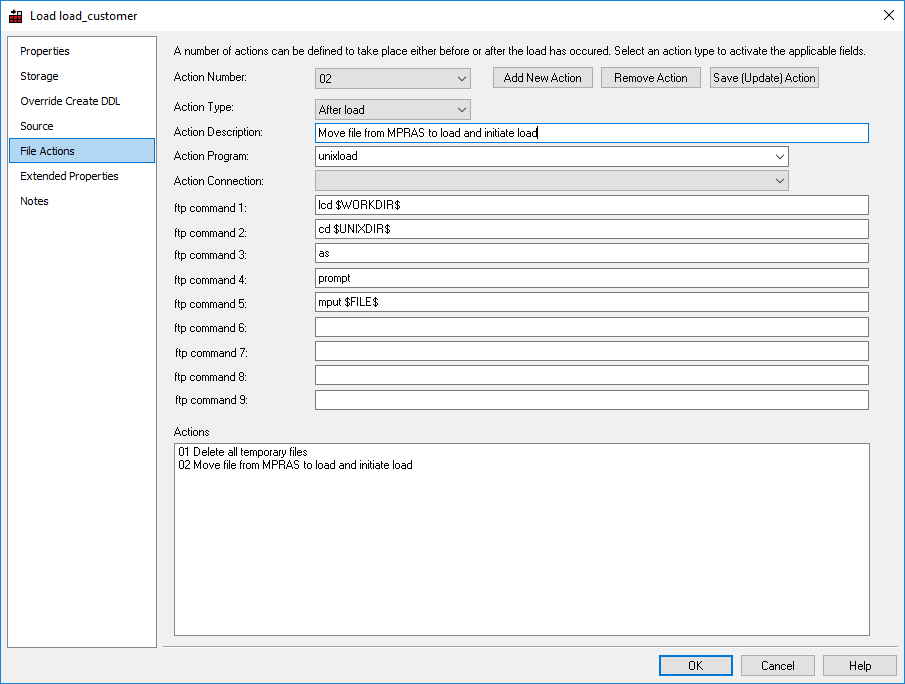 Load load_customer
Properties
Storage
Override Create DDL
Source
File Actions
Extended Properties
Notes
A number of actions can be defined to take place either before or after the load has occured. Select an action type to activate the applicable fields.
Action Number: 02 Add New Action Remove Action Save (Update) Action
Action Type: After load
Action Description: Move file from MPRAS to load and initiate load
Action Program: unixload
Action Connection:
ftp command 1: lcd $WORKDIR$
ftp command 2: cd $UNIXDIR$
ftp command 3: as
ftp command 4: prompt
ftp command 5: mput $FILE$
ftp command 6:
ftp command 7:
ftp command 8:
ftp command 9:
Actions
01 Delete all temporary files
02 Move file from MPRAS to load and initiate load
OK Cancel Help